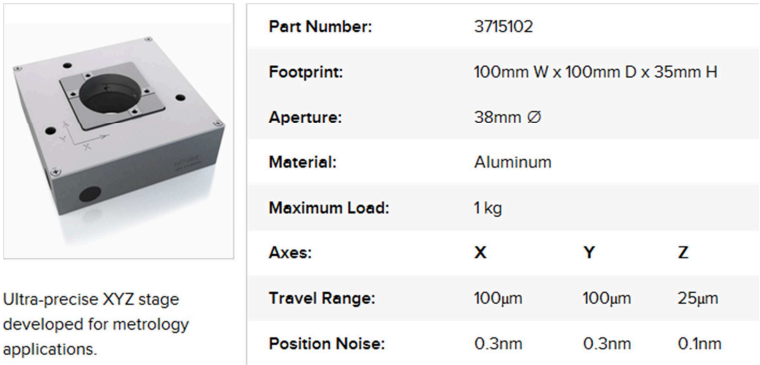 Part Number: 3715102
Footprint: 100mm W x 100mm D x 35mm H
Aperture: 38mm ∅
Material: Aluminum
Maximum Load: 1 kg
Axes: X Y Z
Travel Range: 100µm 100µm 25µm
Position Noise: 0.3nm 0.3nm 0.1nm
Y
X
Ultra-precise XYZ stage
developed for metrology
applications.